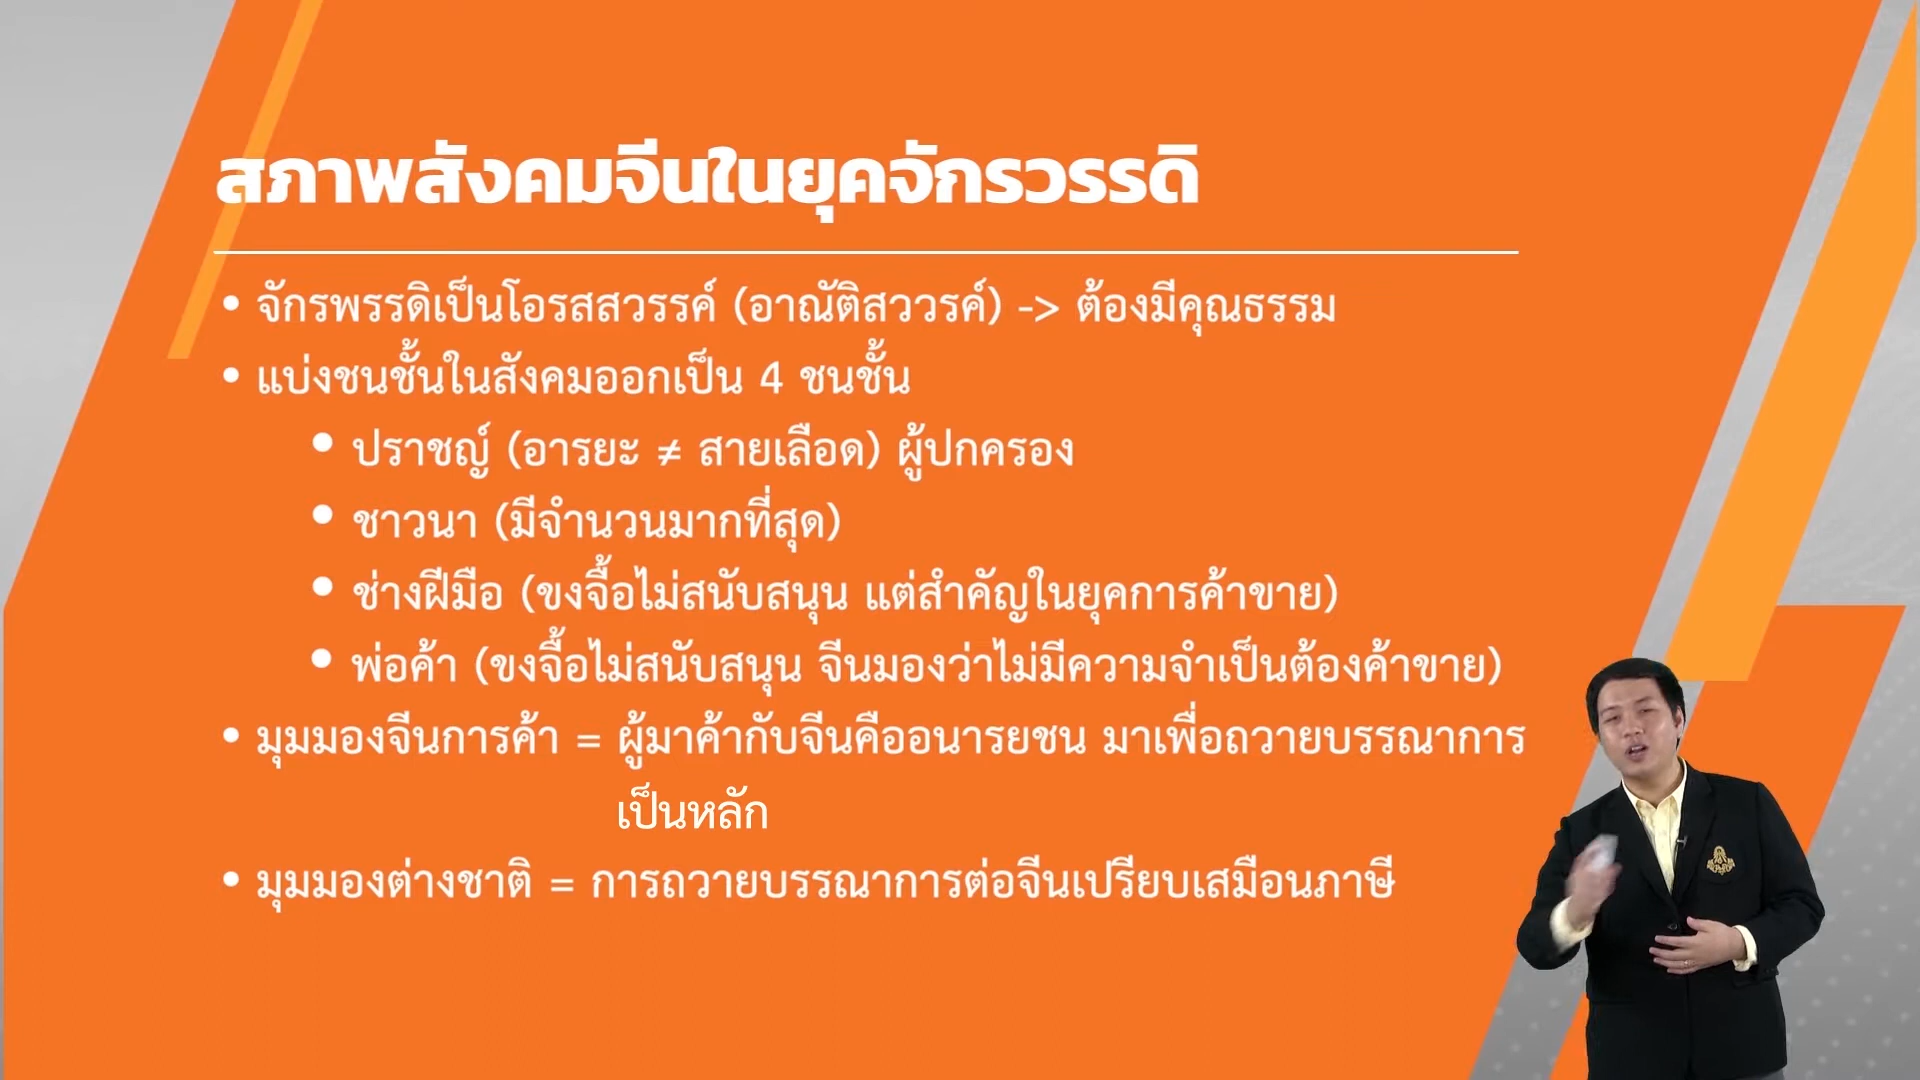 สภาพสังคมจีนในยุคจักรวรรดิ
• จักรพรรดิเป็นโอรสสวรรค์ (อาณัติสววรค์) -> ต้องมีคุณธรรม
• แบ่งชนชั้นในสังคมออกเป็น 4 ชนชั้น
• ปราชญ์ (อารยะ ≠ สายเลือด) ผู้ปกครอง
• ชาวนา (มีจำนวนมากที่สุด)
• ช่างฝีมือ (ขงจื้อไม่สนับสนุน แต่สำคัญในยุคการค้าขาย)
• พ่อค้า (ขงจื้อไม่สนับสนุน จีนมองว่าไม่มีความจำเป็นต้องค้าขาย)
• มุมมองจีนการค้า = ผู้มาค้ากับจีนคืออนารยชน มาเพื่อถวายบรรณาการ
เป็นหลัก
• มุมมองต่างชาติ = การถวายบรรณาการต่อจีนเปรียบเสมือนภาษี